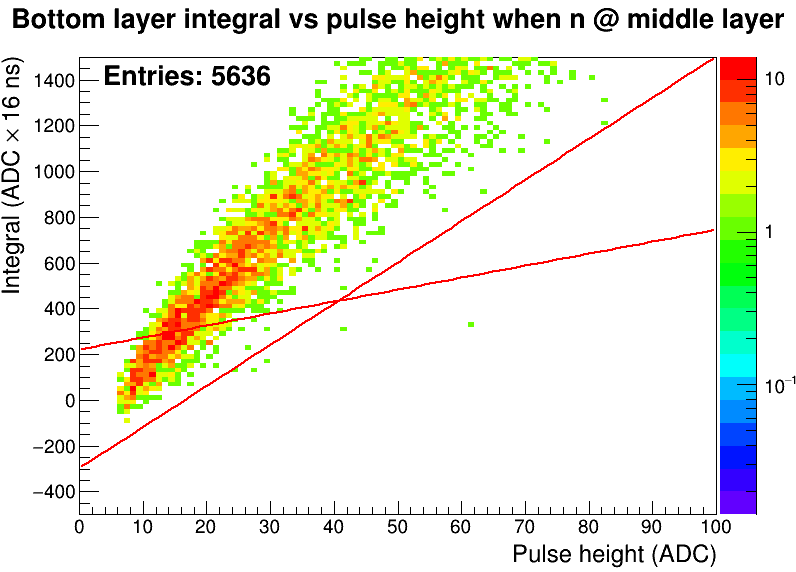 Bottom layer integral vs pulse height when n @ middle layer
Entries: 5636
Integral (ADC × 16 ns)
1400
1200
1000
800
600
400
200
0
−200
−400
0 10 20 30 40 50 60 70 80 90 100
Pulse height (ADC)
10
1
10⁻¹